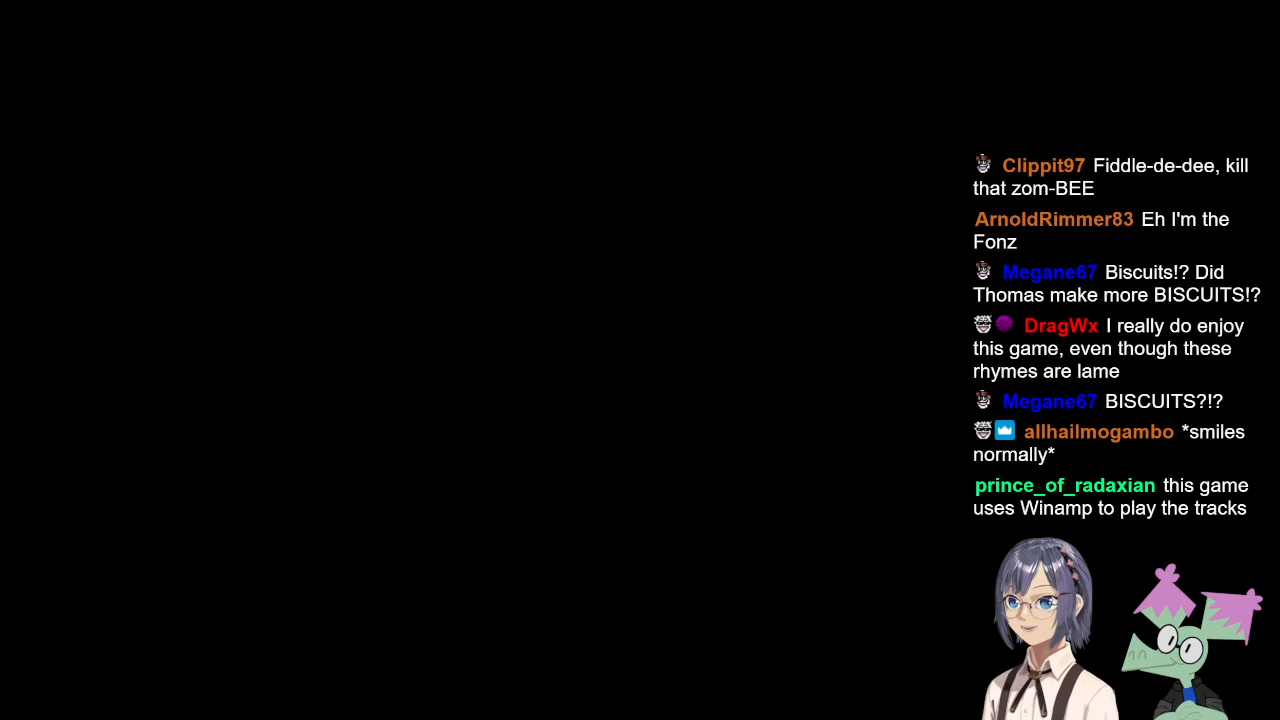 Clippit97 Fiddle-de-dee, kill
that zom-BEE
ArnoldRimmer83 Eh I'm the
Fonz
Megane67 Biscuits!? Did
Thomas make more BISCUITS!?
DragWx I really do enjoy
this game, even though these
rhymes are lame
Megane67 BISCUITS?!?
allhailmogambo *smiles
normally*
prince_of_radaxian this game
uses Winamp to play the tracks